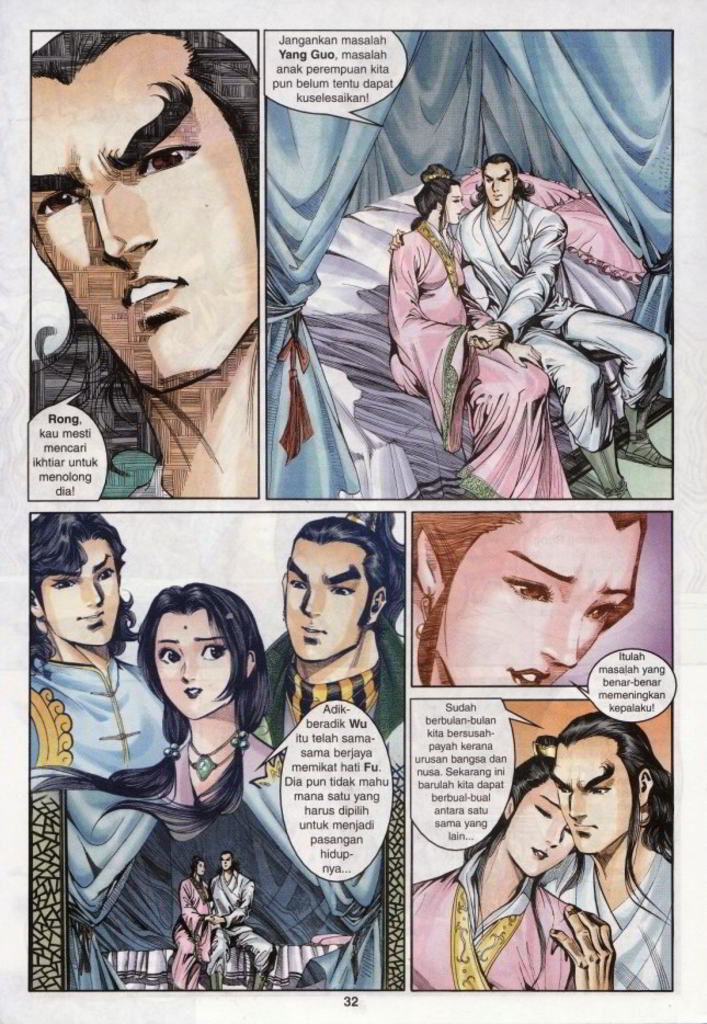 Jangankan masalah
Yang Guo, masalah
anak perempuan kita
pun belum tentu dapat
kuselesaikan!
Rong,
kau mesti
mencari
ikhtiar untuk
menolong
dia!
Adik-
beradik Wu
itu telah sama-
sama berjaya
memikat hati Fu.
Dia pun tidak mahu
mana satu yang
harus dipilih
untuk menjadi
pasangan
hidup-
nya...
Itulah
masalah yang
benar-benar
memeningkan
kepalaku!
Sudah
berbulan-bulan
kita bersusah-
payah kerana
urusan bangsa dan
nusa. Sekarang ini
barulah kita dapat
berbual-bual
antara satu
sama yang
lain...
32